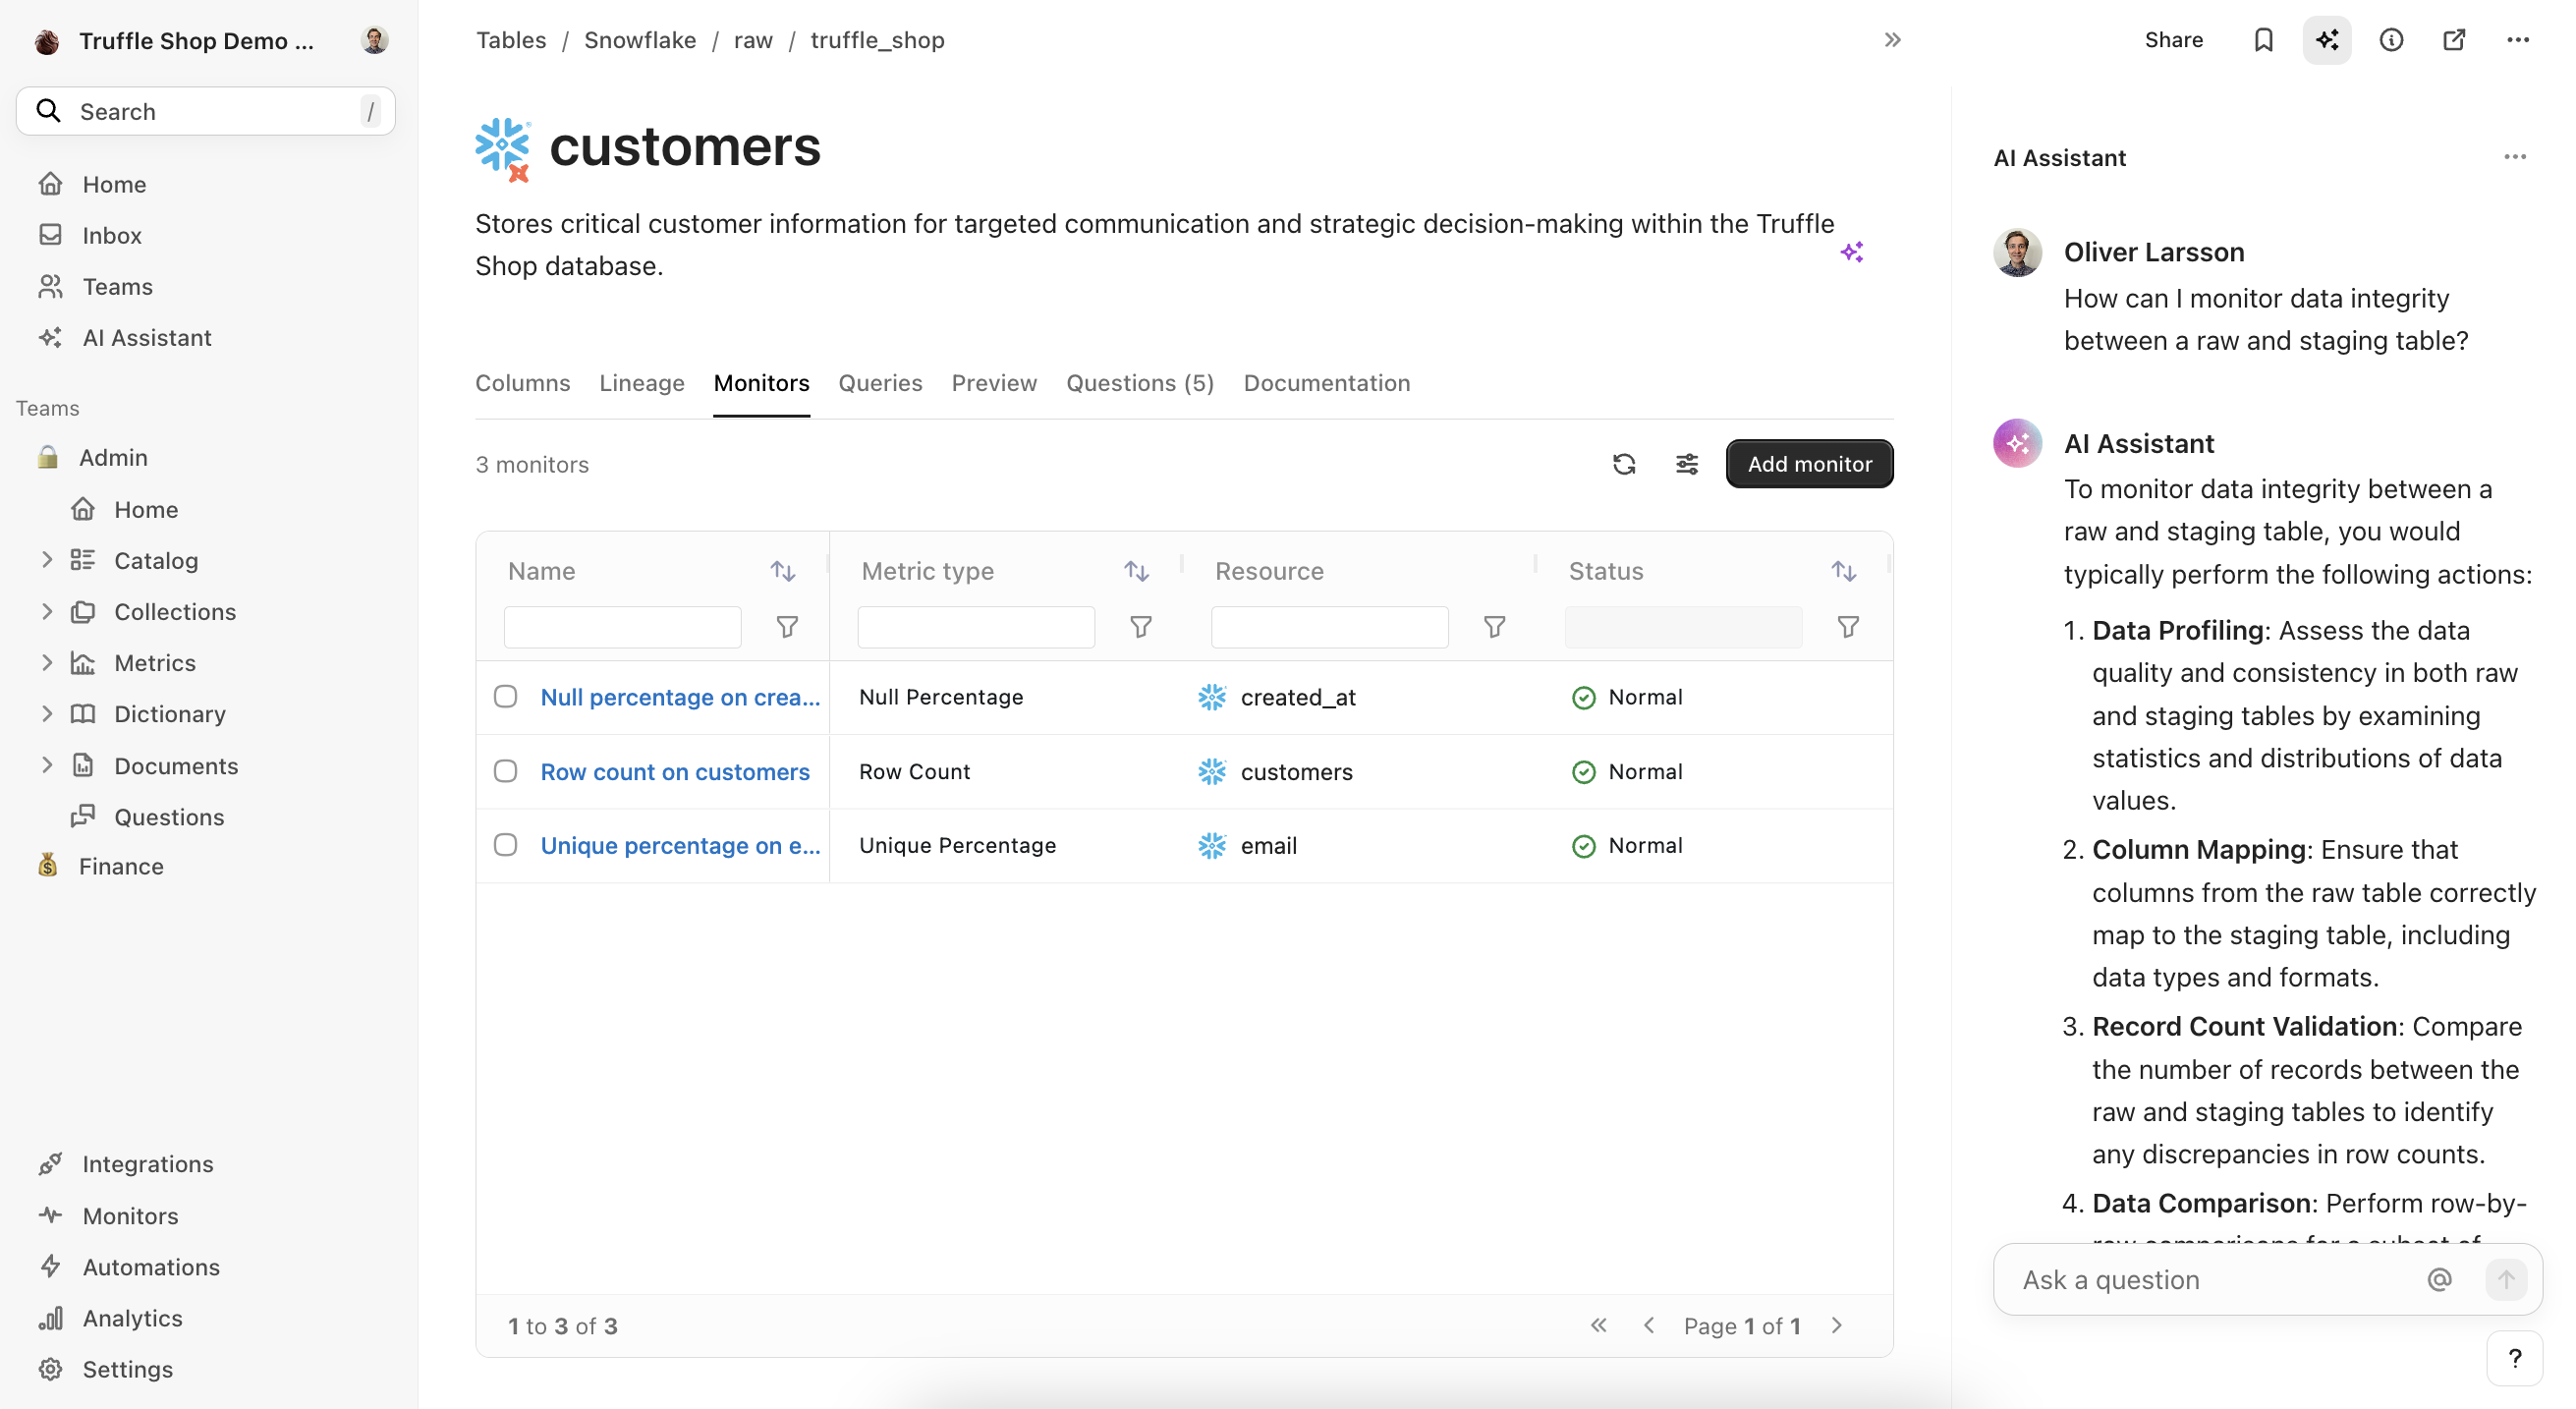 Truffle Shop Demo ...
Search /
Home
Inbox
Teams
AI Assistant
Teams
Admin
Home
Catalog
Collections
Metrics
Dictionary
Documents
Questions
Finance
Integrations
Monitors
Automations
Analytics
Settings
Tables / Snowflake / raw / truffle_shop
Share
customers
Stores critical customer information for targeted communication and strategic decision-making within the Truffle
Shop database.
Columns Lineage Monitors Queries Preview Questions (5) Documentation
3 monitors
Add monitor
Name Metric type Resource Status
Null percentage on crea... Null Percentage created_at Normal
Row count on customers Row Count customers Normal
Unique percentage on e... Unique Percentage email Normal
1 to 3 of 3
Page 1 of 1
AI Assistant
Oliver Larsson
How can I monitor data integrity
between a raw and staging table?
AI Assistant
To monitor data integrity between a
raw and staging table, you would
typically perform the following actions:
1. Data Profiling: Assess the data
quality and consistency in both raw
and staging tables by examining
statistics and distributions of data
values.
2. Column Mapping: Ensure that
columns from the raw table correctly
map to the staging table, including
data types and formats.
3. Record Count Validation: Compare
the number of records between the
raw and staging tables to identify
any discrepancies in row counts.
4. Data Comparison: Perform row-by-
row comparisons for a subset of
Ask a question @
?